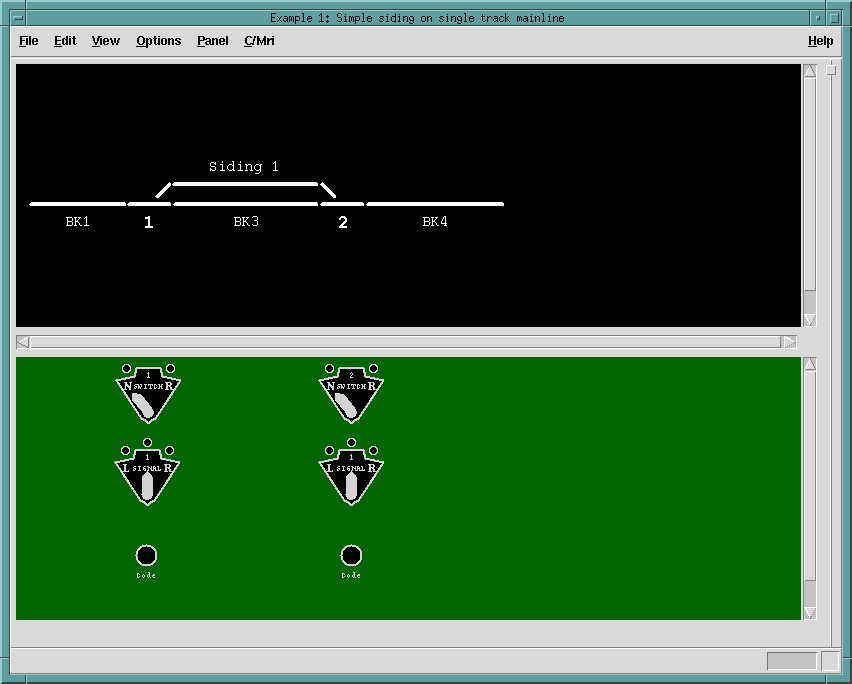 Example 1: Simple siding on single track mainline
File Edit View Options Panel C/Mri Help
Siding 1
BK1 1 BK3 2 BK4
1 2
N SWITCH R N SWITCH R
1 1
L SIGNAL R L SIGNAL R
Code Code